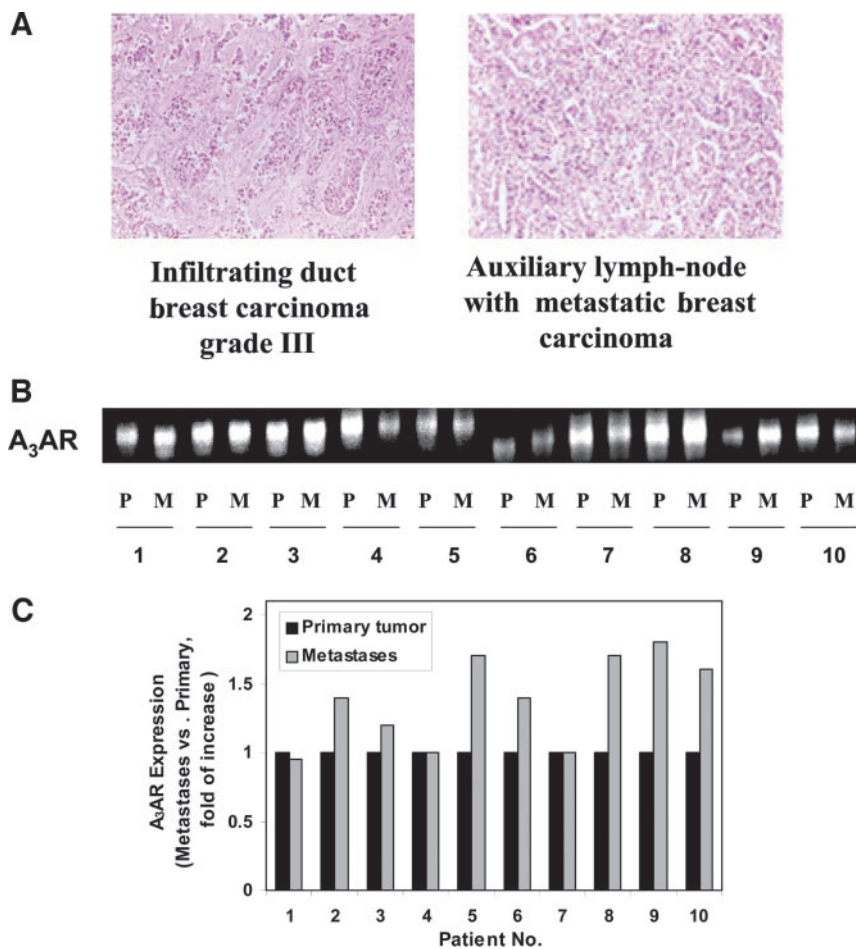 A
Infiltrating duct
breast carcinoma
grade III
Auxiliary lymph-node
with metastatic breast
carcinoma
B
A₃AR
P M P M P M P M P M P M P M P M P M P M
1 2 3 4 5 6 7 8 9 10
C
A₃AR Expression
(Metastases vs . Primary,
fold of increase )
2
1.5
1
0.5
0
Primary tumor
Metastases
1 2 3 4 5 6 7 8 9 10
Patient No.